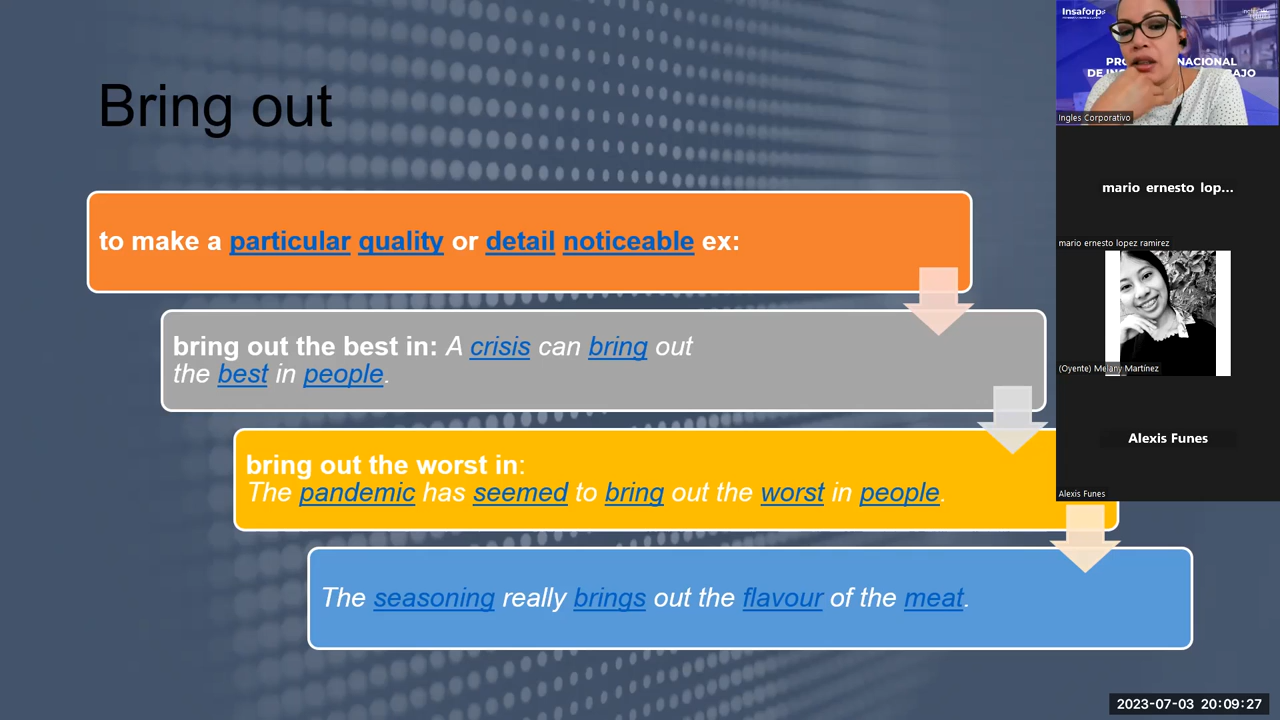 Bring out
to make a particular quality or detail noticeable ex:
bring out the best in: A crisis can bring out
the best in people.
bring out the worst in:
The pandemic has seemed to bring out the worst in people.
The seasoning really brings out the flavour of the meat.
Insaforp
NACIONAL
AJO
Ingles Corporativo
mario ernesto lop...
mario ernesto lopez ramirez
(Oyente) Melany Martínez
Alexis Funes
Alexis Funes
2023-07-03 20:09:27